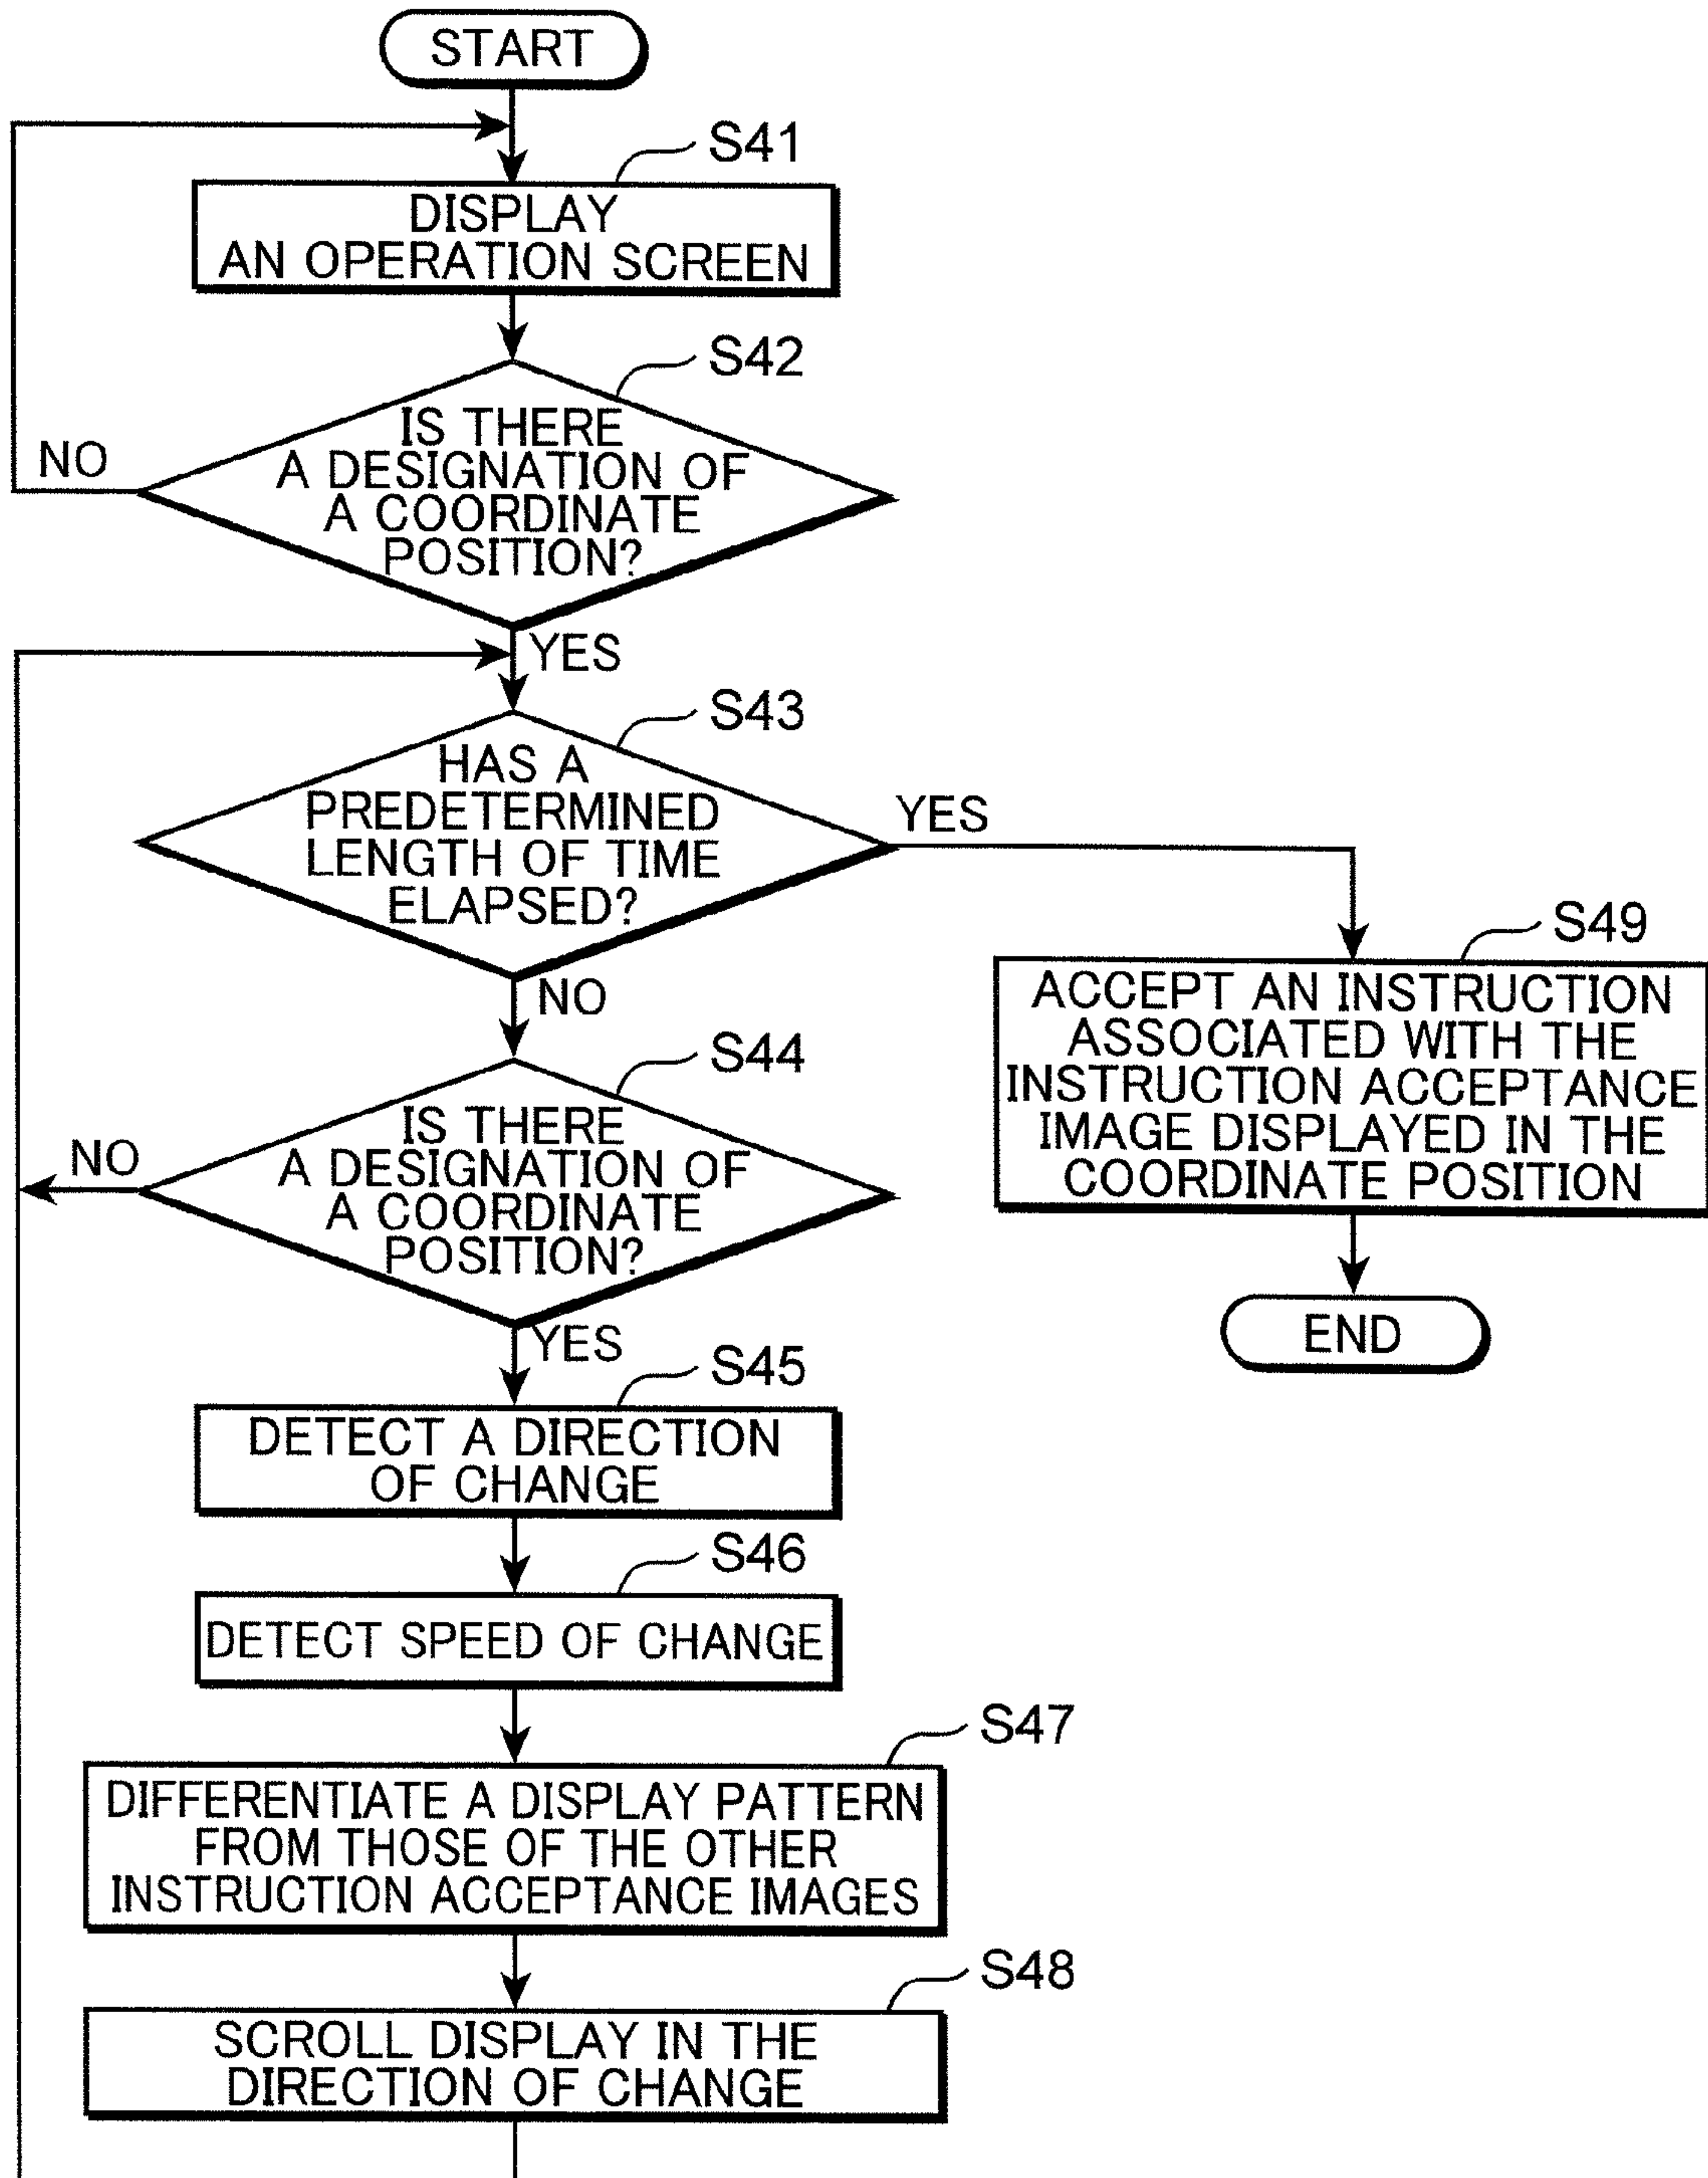 START
S41
DISPLAY
AN OPERATION SCREEN
S42
IS THERE
A DESIGNATION OF
A COORDINATE
POSITION?
NO
YES
S43
HAS A
PREDETERMINED
LENGTH OF TIME
ELAPSED?
YES
NO
S49
ACCEPT AN INSTRUCTION
ASSOCIATED WITH THE
INSTRUCTION ACCEPTANCE
IMAGE DISPLAYED IN THE
COORDINATE POSITION
END
S44
IS THERE
A DESIGNATION OF
A COORDINATE
POSITION?
NO
YES
S45
DETECT A DIRECTION
OF CHANGE
S46
DETECT SPEED OF CHANGE
S47
DIFFERENTIATE A DISPLAY PATTERN
FROM THOSE OF THE OTHER
INSTRUCTION ACCEPTANCE IMAGES
S48
SCROLL DISPLAY IN THE
DIRECTION OF CHANGE